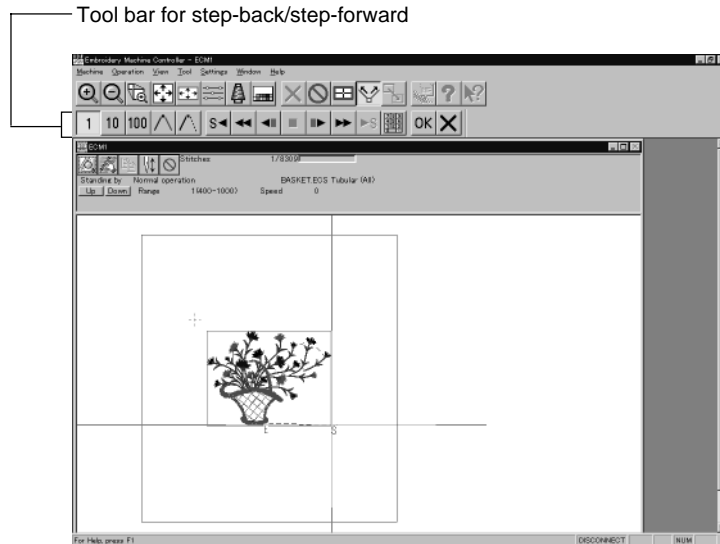 Tool bar for step-back/step-forward
Embroidery Machine Controller - ECM1
Machine Operation View Tool Settings Window Help
1 10 100 S S OK
ECM1
Stitches 1/8309
Standing by Normal operation BASKET.ECS Tubular (All)
Up Down Range 1(400-1000) Speed 0
E S
For Help, press F1 DISCONNECT NUM